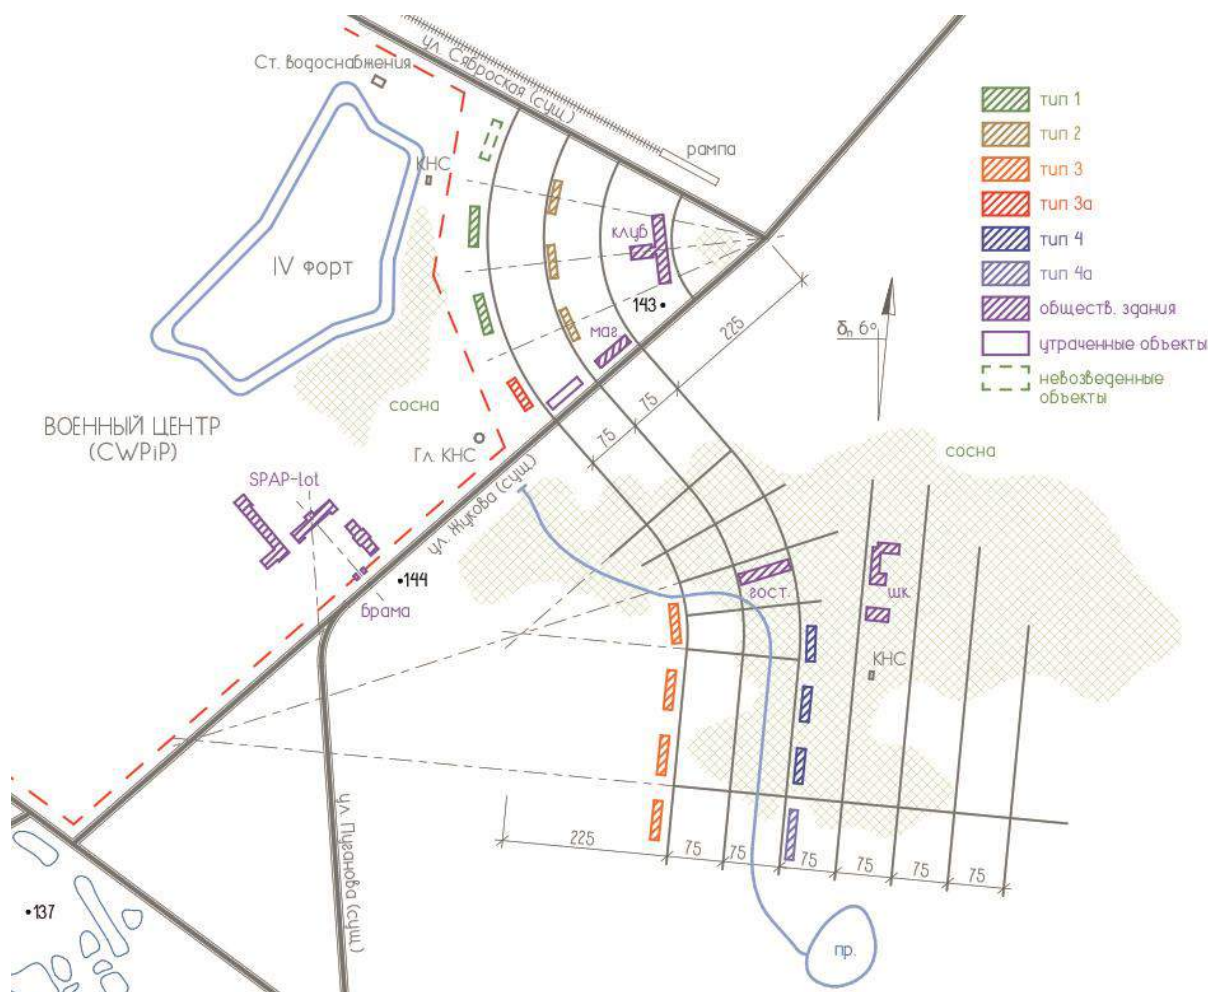 ул. Сяброская (сущ.)
Ст. водоснабжения
рампа
КНС
IV форт
клуб
143
маг
225
75
75
сосна
ВОЕННЫЙ ЦЕНТР
(CWPiP)
Гл. КНС
SPAP-lot
ул. Жукова (сущ)
144
брама
тип 1
тип 2
тип 3
тип 3а
тип 4
тип 4а
обществ. здания
утраченные объекты
невозведенные
объекты
δп 6°
сосна
гост.
шк
КНС
ул. Пуганова (сущ)
225
75
75
75
75
75
75
137
пр.